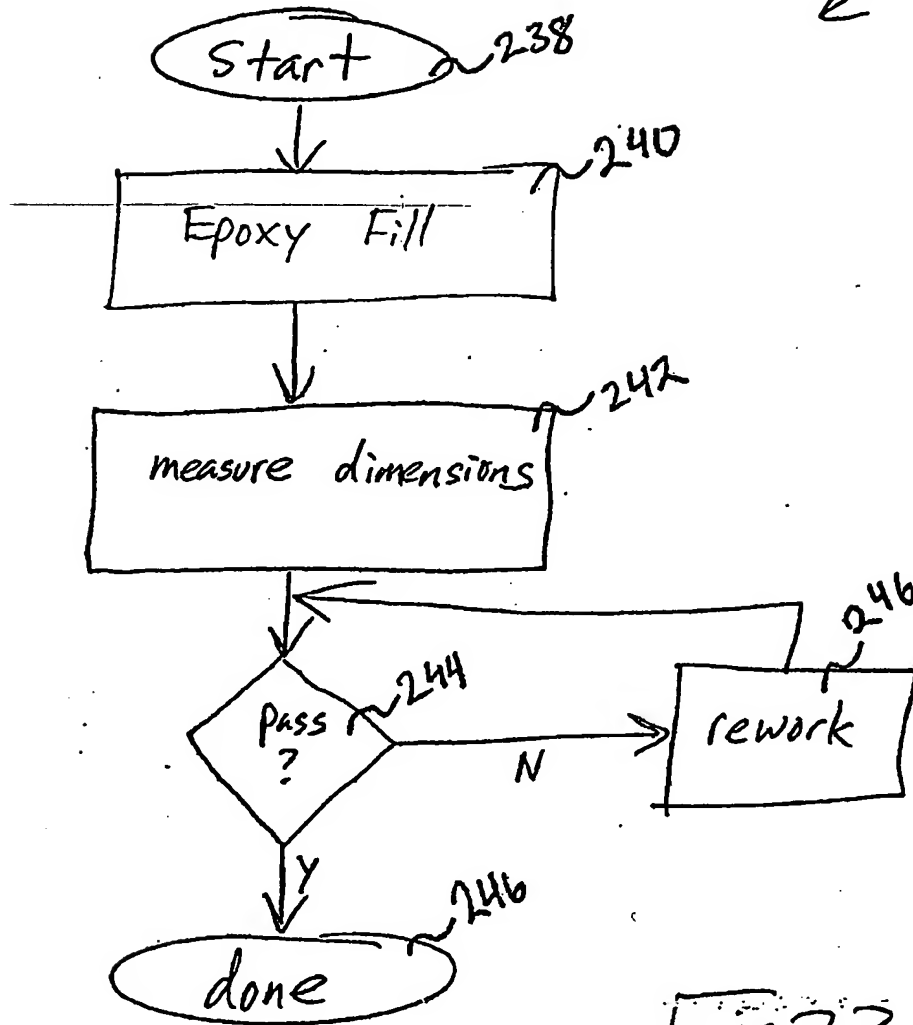 Start
238
240
Epoxy Fill
242
measure dimensions
244
pass
?
N
246
rework
Y
246
done